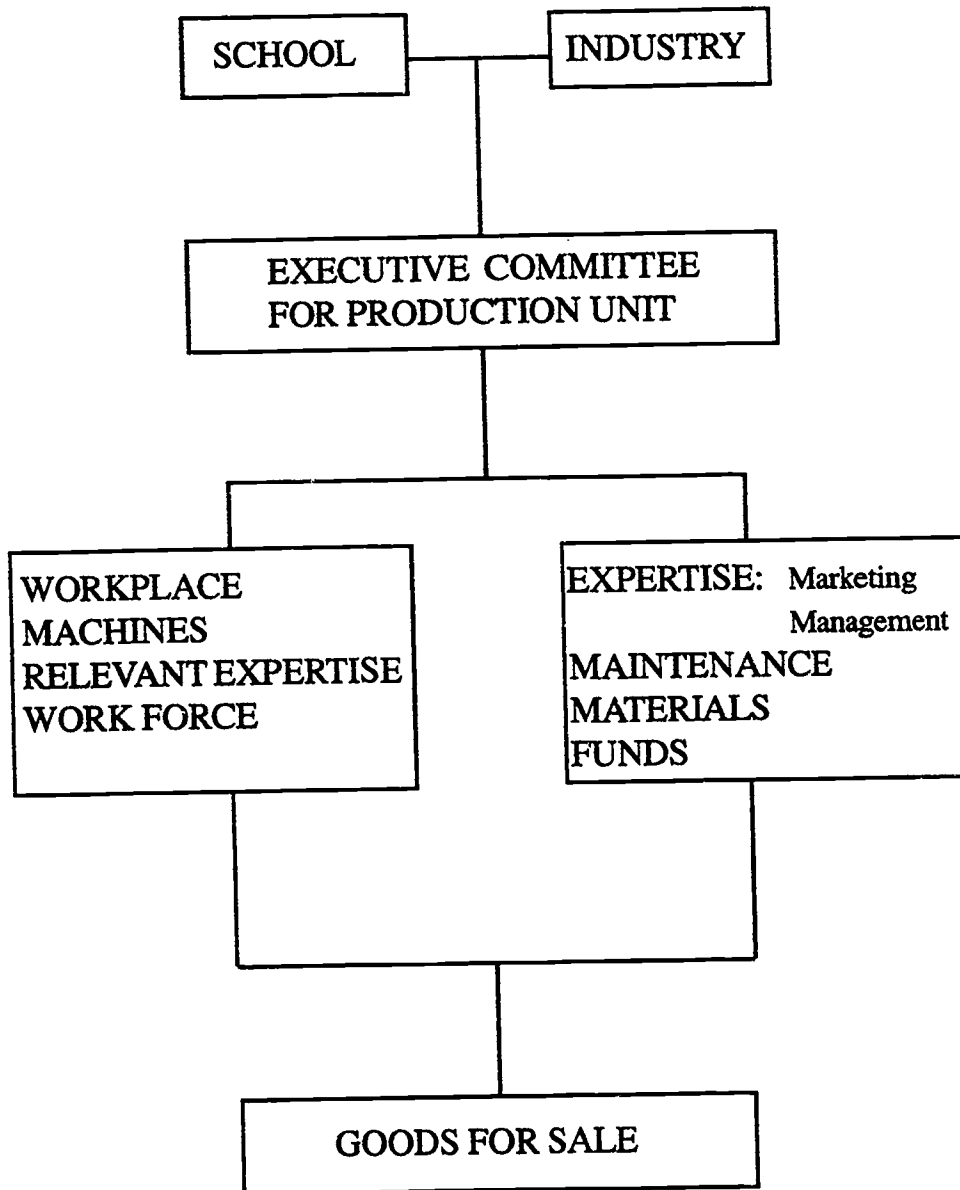 SCHOOL
INDUSTRY
EXECUTIVE COMMITTEE
FOR PRODUCTION UNIT
WORKPLACE
MACHINES
RELEVANT EXPERTISE
WORK FORCE
EXPERTISE: Marketing
Management
MAINTENANCE
MATERIALS
FUNDS
GOODS FOR SALE